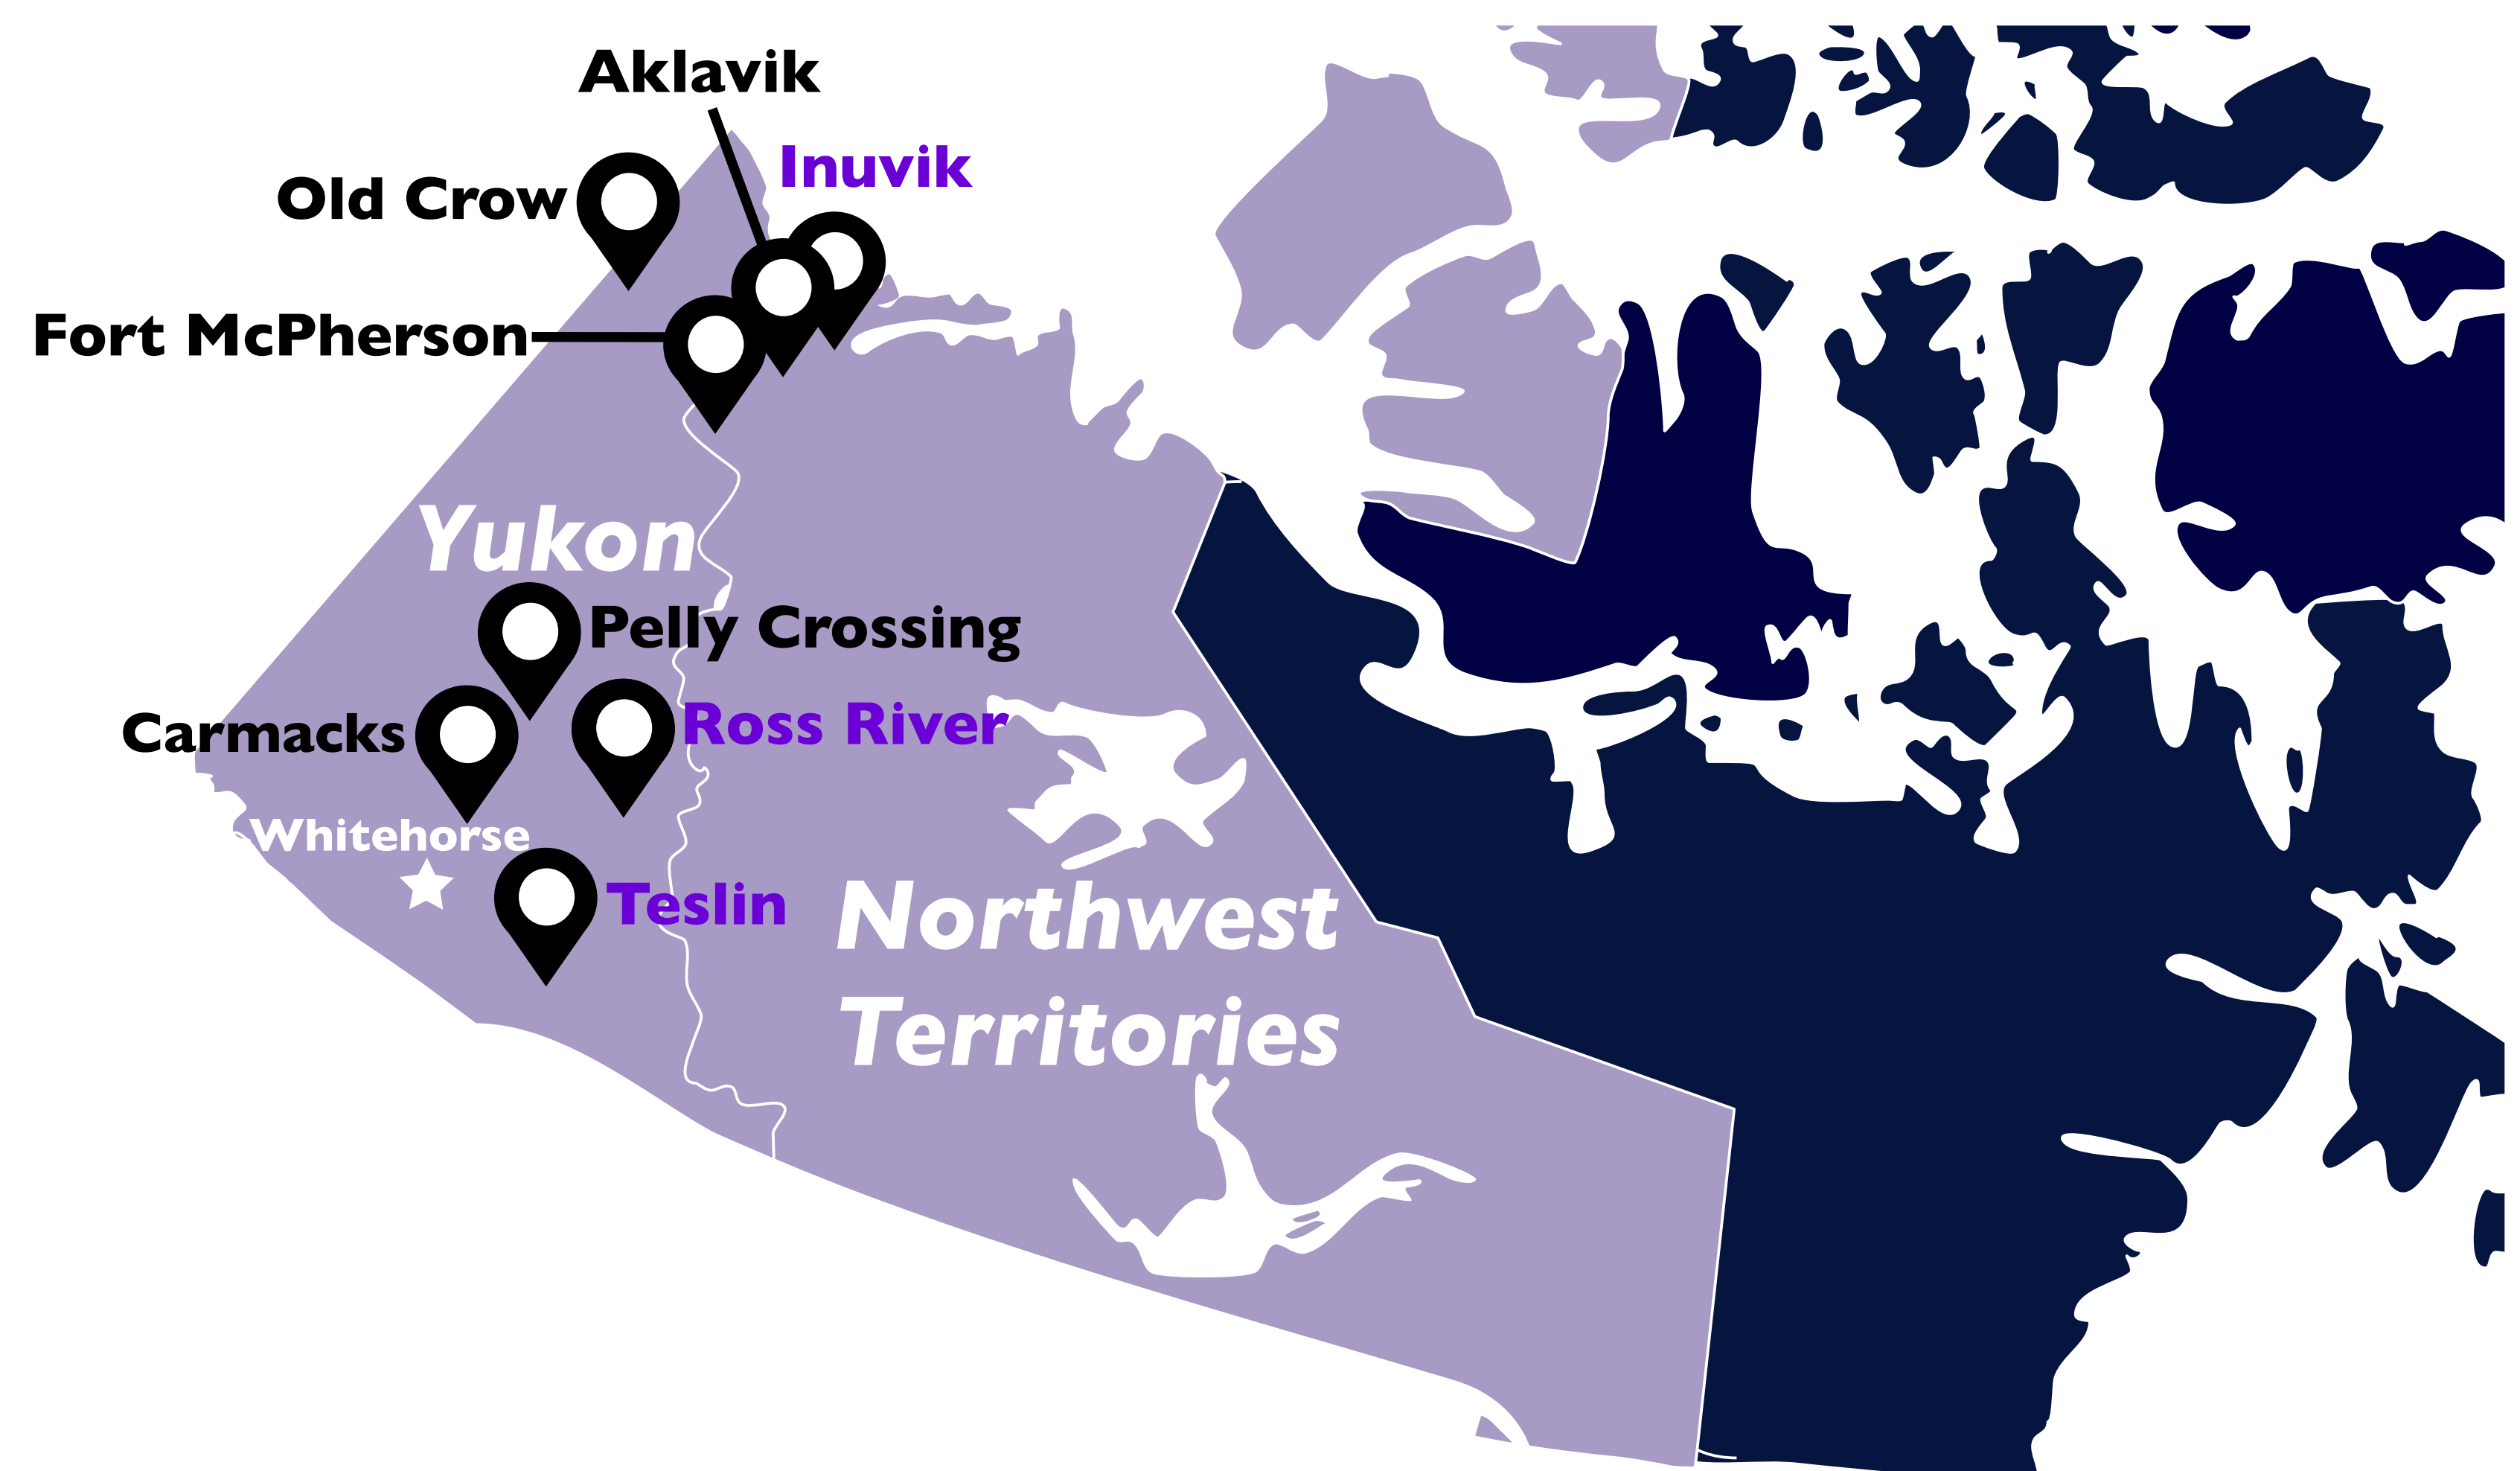 Aklavik
Inuvik
Old Crow
Fort McPherson
Yukon
Pelly Crossing
Ross River
Carmacks
Whitehorse
Teslin
Northwest
Territories